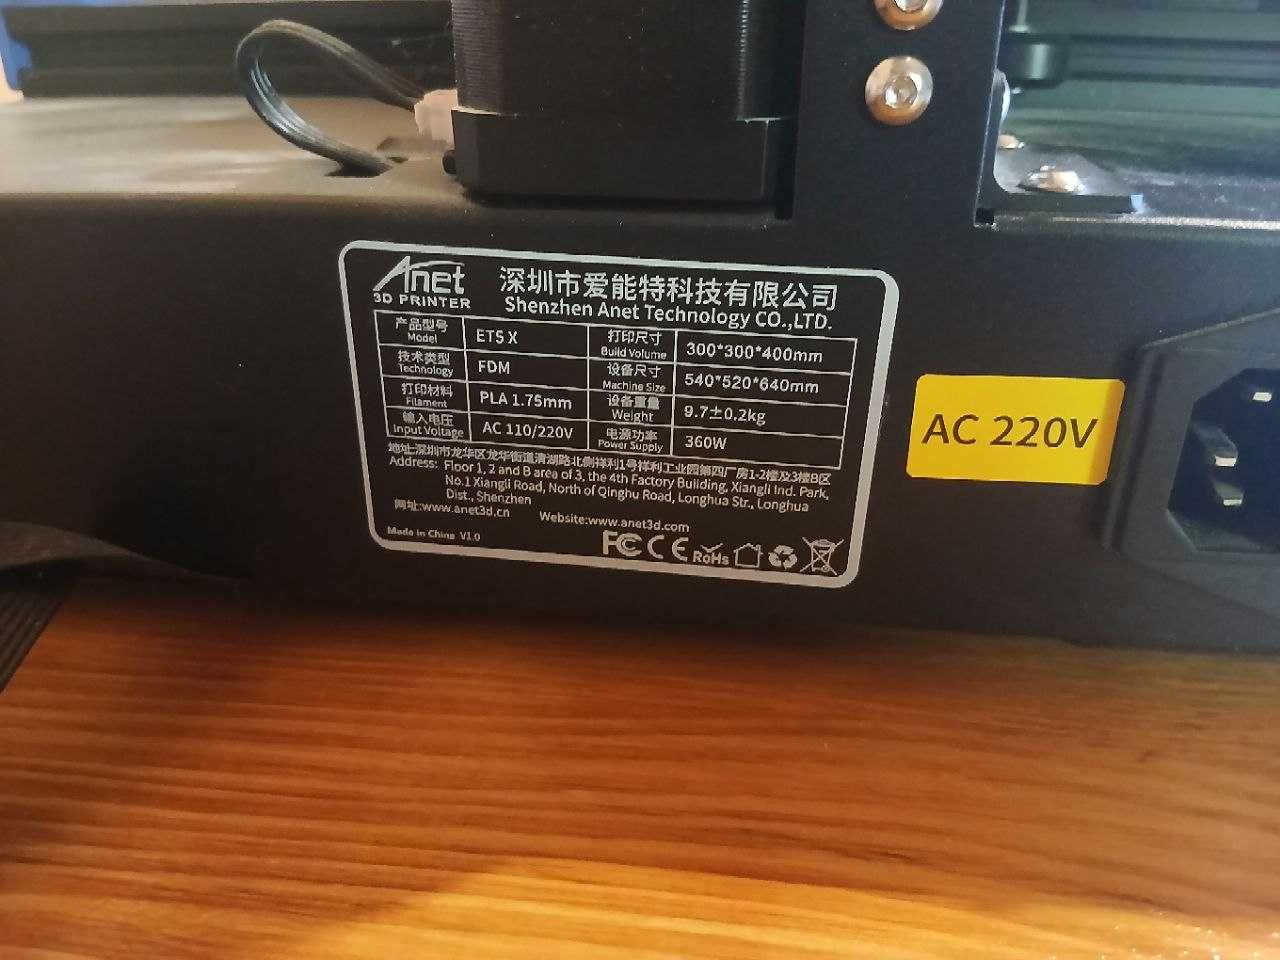 Anet
3D PRINTER
深圳市爱能特科技有限公司
Shenzhen Anet Technology CO.,LTD.
产品型号 Model ET5 X 打印尺寸 Build Volume 300*300*400mm
技术类型 Technology FDM 设备尺寸 Machine Size 540*520*640mm
打印材料 Filament PLA 1.75mm 设备重量 Weight 9.7±0.2kg
输入电压 Input Voltage AC 110/220V 电源功率 Power Supply 360W
地址:深圳市龙华区龙华街道清湖路北侧祥利1号祥利工业园第四厂房1-2楼及3楼B区
Address: Floor 1, 2 and B area of 3, the 4th Factory Building, Xiangli Ind. Park,
No.1 Xiangli Road, North of Qinghu Road, Longhua Str., Longhua
Dist., Shenzhen
网址:www.anet3d.cn Website:www.anet3d.com
Made in China V1.0
FC CE RoHS
AC 220V